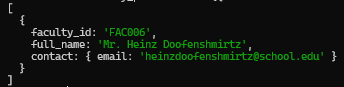 [
  {
    faculty_id: 'FAC006',
    full_name: 'Mr. Heinz Doofenshmirtz',
    contact: { email: 'heinzdoofenshmirtz@school.edu' }
  }
]